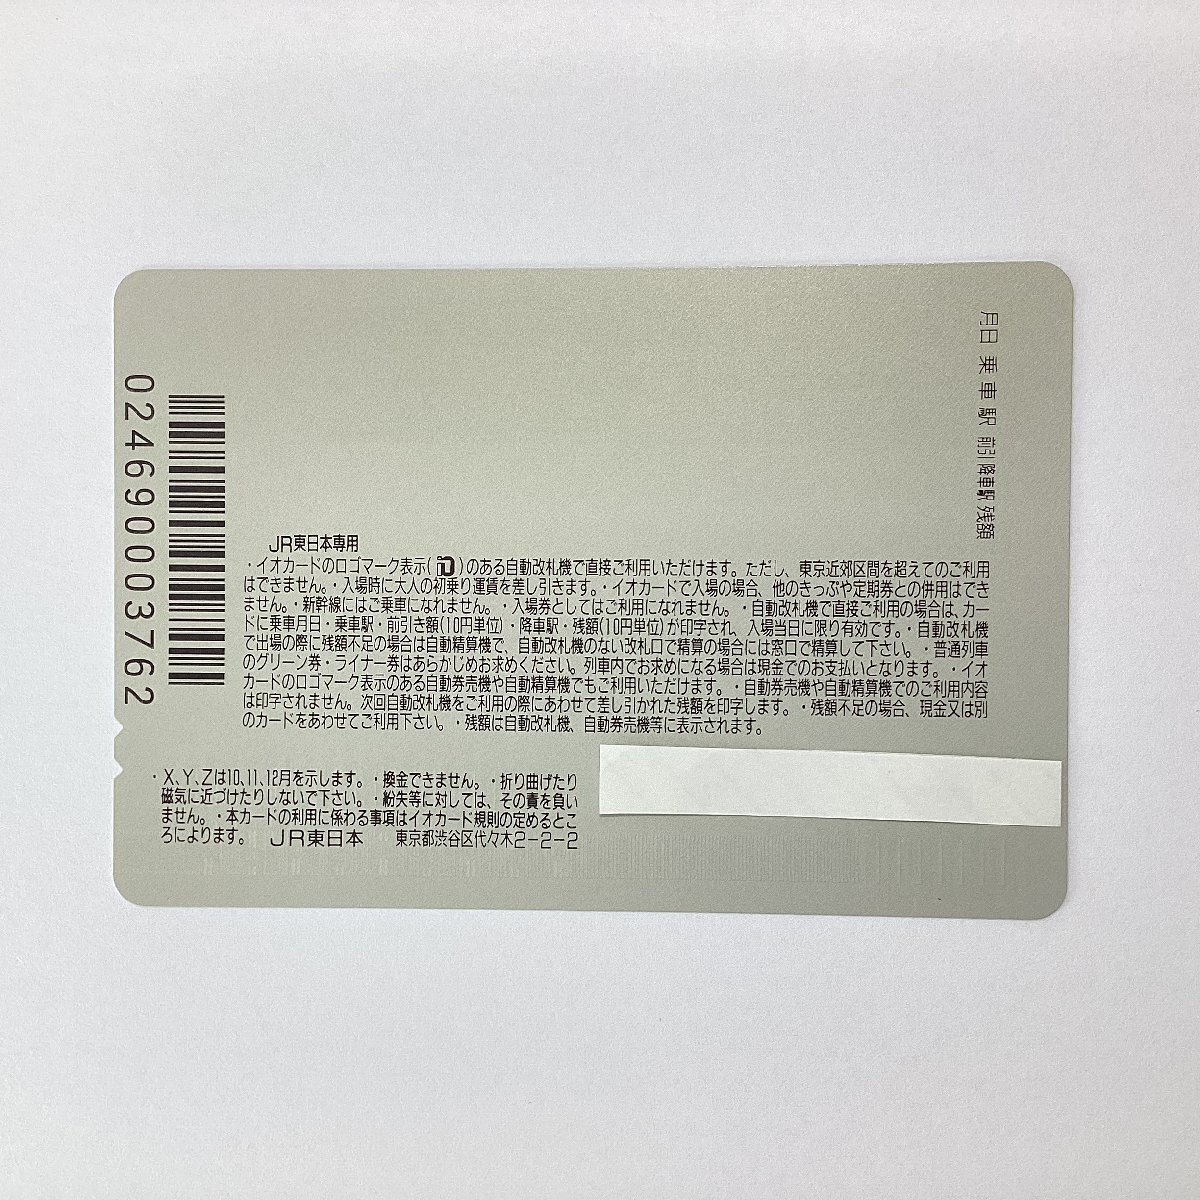 月日 乗車駅 前引 降車駅 残額
02469000003762
JR東日本専用
・イオカードのロゴマーク表示( iO )のある自動改札機で直接ご利用いただけます。ただし、東京近郊区間を超えてのご利用
はできません。・入場時に大人の初乗り運賃を差し引きます。・イオカードで入場の場合、他のきっぷや定期券との併用はでき
ません。・新幹線にはご乗車になれません。・入場券としてはご利用になれません。・自動改札機で直接ご利用の場合は、カー
ドに乗車月日・乗車駅・前引き額(10円単位)・降車駅・残額(10円単位)が印字され、入場当日に限り有効です。・自動改札機
で出場の際に残額不足の場合は自動精算機で、自動改札機のない改札口で精算の場合には窓口で精算して下さい。・普通列車
のグリーン券・ライナー券はあらかじめお求めください。列車内でお求めになる場合は現金でのお支払いとなります。・イオ
カードのロゴマーク表示のある自動券売機や自動精算機でもご利用いただけます。・自動券売機や自動精算機でのご利用内容
は印字されません。次回自動改札機をご利用の際にあわせて差し引かれた残額を印字します。・残額不足の場合、現金又は別
のカードをあわせてご利用下さい。・残額は自動改札機、自動券売機等に表示されます。
・X、Y、Zは10、11、12月を示します。・換金できません。・折り曲げたり
磁気に近づけたりしないで下さい。・紛失等に対しては、その責を負い
ません。・本カードの利用に係わる事項はイオカード規則の定めるとこ
ろによります。 JR東日本 東京都渋谷区代々木2-2-2